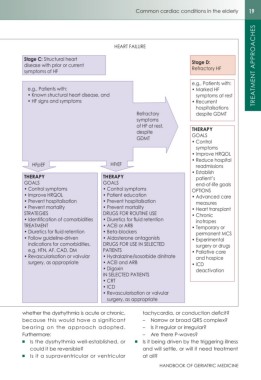 Common cardiac conditions in the elderly 19
TREATMENT APPROACHES
HEART FAILURE
Stage C: Structural heart
disease with prior or current
symptoms of HF
e.g., Patients with:
• Known structural heart disease, and
• HF signs and symptoms
Refractory
symptoms
of HF at rest
despite
GDMT
Stage D:
Refractory HF
e.g., Patients with:
• Marked HF
symptoms at rest
• Recurrent
hospitalisations
despite GDMT
HFpEF
HFrEF
THERAPY
GOALS
• Control symptoms
• Improve HRQOL
• Prevent hospitalization
• Prevent mortality
STRATEGIES
• Identification of comorbidities
TREATMENT
• Diuretics for fluid retention
• Follow guideline-driven
indications for comorbidities,
e.g. HTN, AF, CAD, DM
• Revascularization or valvular
surgery, as appropriate
THERAPY
GOALS
• Control symptoms
• Patient education
• Prevent hospitalization
• Prevent mortality
DRUGS FOR ROUTINE USE
• Diuretics for fluid retention
• ACEI or ARB
• Beta-blockers
• Aldosterone antagonists
DRUGS FOR USE IN SELECTED
PATIENTS
• Hydralazine/isosorbide dinitrate
• ACEI and ARB
• Digoxin
IN SELECTED PATIENTS
• CRT
• ICD
• Revascularization or valvular
surgery, as appropriate
THERAPY
GOALS
• Control
symptoms
• Improve HRQOL
• Reduce hospital
readmissions
• Establish
patient's
end-of-life goals
OPTIONS
• Advanced care
measures
• Heart transplant
• Chronic
inotropes
• Temporary or
permanent MCS
• Experimental
surgery or drugs
• Palliative care
and hospice
• ICD
deactivation
whether the dysrhythmia is acute or chronic,
because this would have a significant
bearing on the approach adopted.
Furthermore:
■ Is the dysrhythmia well-established, or
could it be reversible?
■ Is it a supraventricular or ventricular
tachycardia, or conduction deficit?
– Narrow or broad QRS complex?
– Is it regular or irregular?
– Are there P-waves?
■ Is it being driven by the triggering illness
and will settle, or will it need treatment
at all?
HANDBOOK OF GERIATRIC MEDICINE